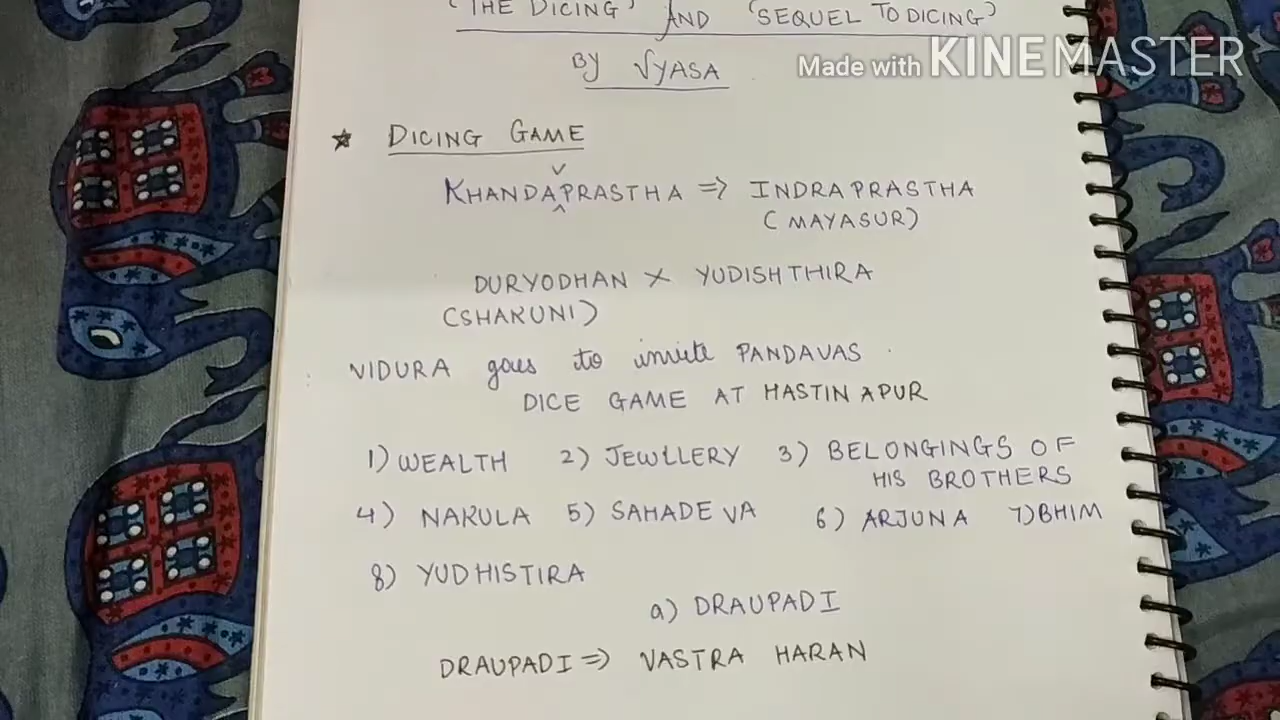 'THE DICING' AND 'SEQUEL TO DICING'
BY VYASA
Made with KINEMASTER
★ DICING GAME
KHANDAVPRASTHA ⇒ INDRAPRASTHA
(MAYASUR)
DURYODHAN X YUDISHTHIRA
(SHAKUNI)
VIDURA goes to invite PANDAVAS
DICE GAME AT HASTINAPUR
1) WEALTH 2) JEWLLERY 3) BELONGINGS OF
HIS BROTHERS
4) NAKULA 5) SAHADEVA 6) ARJUNA 7) BHIM
8) YUDHISTIRA
a) DRAUPADI
DRAUPADI ⇒ VASTRA HARAN